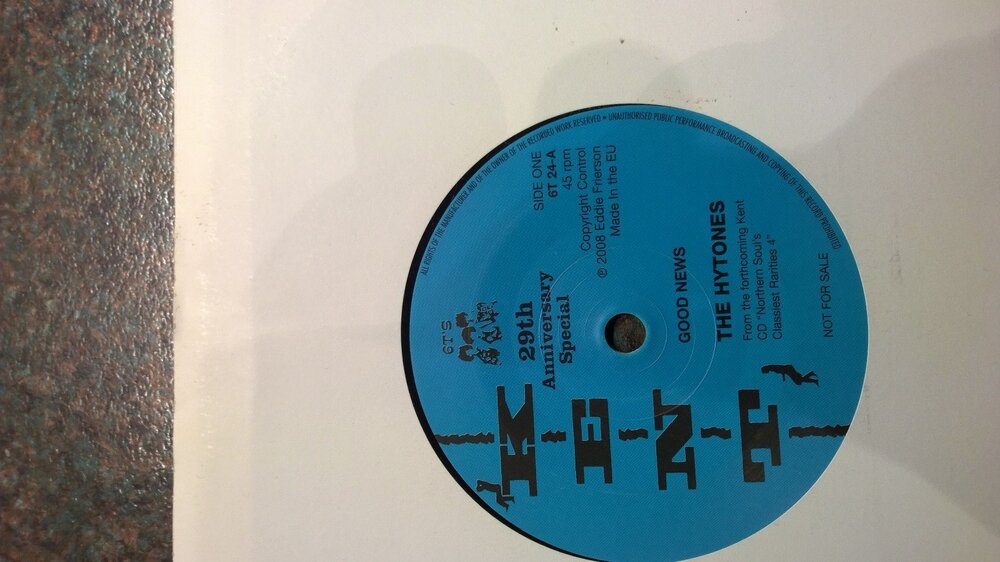 ALL RIGHTS OF THE MANUFACTURER AND OF THE OWNER OF THE RECORDED WORK RESERVED • UNAUTHORISED PUBLIC PERFORMANCE BROADCASTING AND COPYING OF THIS RECORD PROHIBITED
6T'S
29th
Anniversary
Special
KENT
SIDE ONE
6T 24-A
45 rpm
Copyright Control
℗ 2008 Eddie Frierson
Made In the EU
GOOD NEWS
THE HYTONES
From the forthcoming Kent
CD "Northern Soul's
Classiest Rarities 4"
NOT FOR SALE